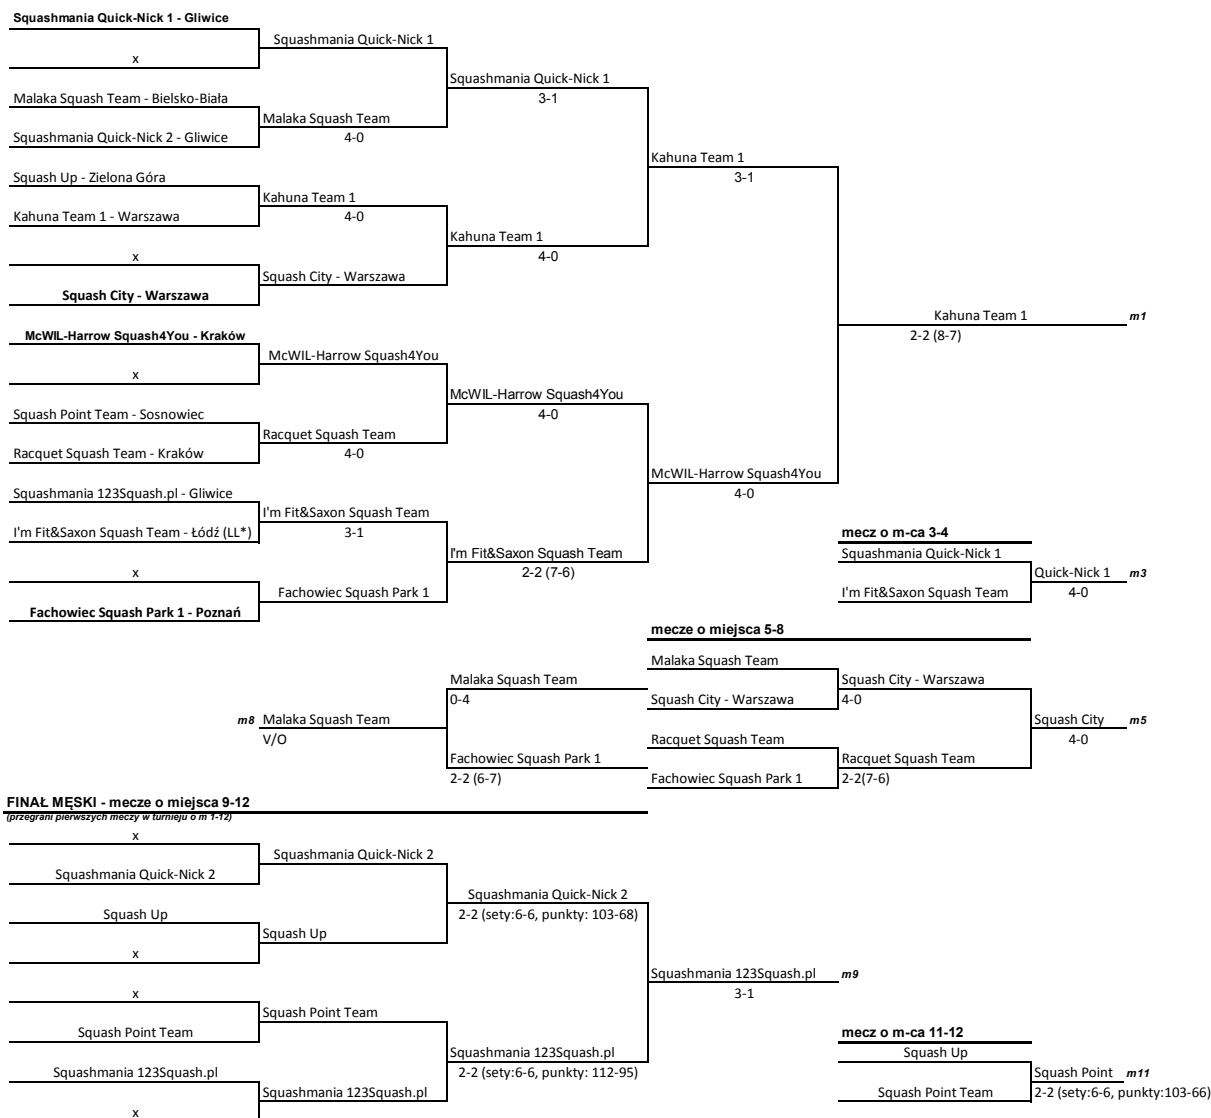 Squashmania Quick-Nick 1 - Gliwice
Squashmania Quick-Nick 1
x
Squashmania Quick-Nick 1
3-1
Malaka Squash Team - Bielsko-Biała
Malaka Squash Team
4-0
Squashmania Quick-Nick 2 - Gliwice
Kahuna Team 1
3-1
Squash Up - Zielona Góra
Kahuna Team 1
4-0
Kahuna Team 1 - Warszawa
Kahuna Team 1
4-0
x
Squash City - Warszawa
Squash City - Warszawa
Kahuna Team 1 m1
2-2 (8-7)
McWIL-Harrow Squash4You - Kraków
McWIL-Harrow Squash4You
x
McWIL-Harrow Squash4You
4-0
Squash Point Team - Sosnowiec
Racquet Squash Team
4-0
Racquet Squash Team - Kraków
McWIL-Harrow Squash4You
4-0
Squashmania 123Squash.pl - Gliwice
I'm Fit&Saxon Squash Team
3-1
I'm Fit&Saxon Squash Team - Łódź (LL*)
I'm Fit&Saxon Squash Team
2-2 (7-6)
x
Fachowiec Squash Park 1
Fachowiec Squash Park 1 - Poznań
mecz o m-ca 3-4
Squashmania Quick-Nick 1
Quick-Nick 1 m3
4-0
I'm Fit&Saxon Squash Team
mecze o miejsca 5-8
Malaka Squash Team
Malaka Squash Team
0-4
Squash City - Warszawa
4-0
Squash City - Warszawa
m8 Malaka Squash Team
V/O
Squash City m5
4-0
Racquet Squash Team
Fachowiec Squash Park 1
2-2 (6-7)
Racquet Squash Team
2-2(7-6)
Fachowiec Squash Park 1
FINAŁ MĘSKI - mecze o miejsca 9-12
(przegrani pierwszych meczy w turnieju o m 1-12)
x
Squashmania Quick-Nick 2
Squashmania Quick-Nick 2
Squashmania Quick-Nick 2
2-2 (sety:6-6, punkty: 103-68)
Squash Up
Squash Up
x
Squashmania 123Squash.pl m9
3-1
x
Squash Point Team
Squash Point Team
Squashmania 123Squash.pl
2-2 (sety:6-6, punkty: 112-95)
Squashmania 123Squash.pl
Squashmania 123Squash.pl
x
mecz o m-ca 11-12
Squash Up
Squash Point m11
2-2 (sety:6-6, punkty:103-66)
Squash Point Team